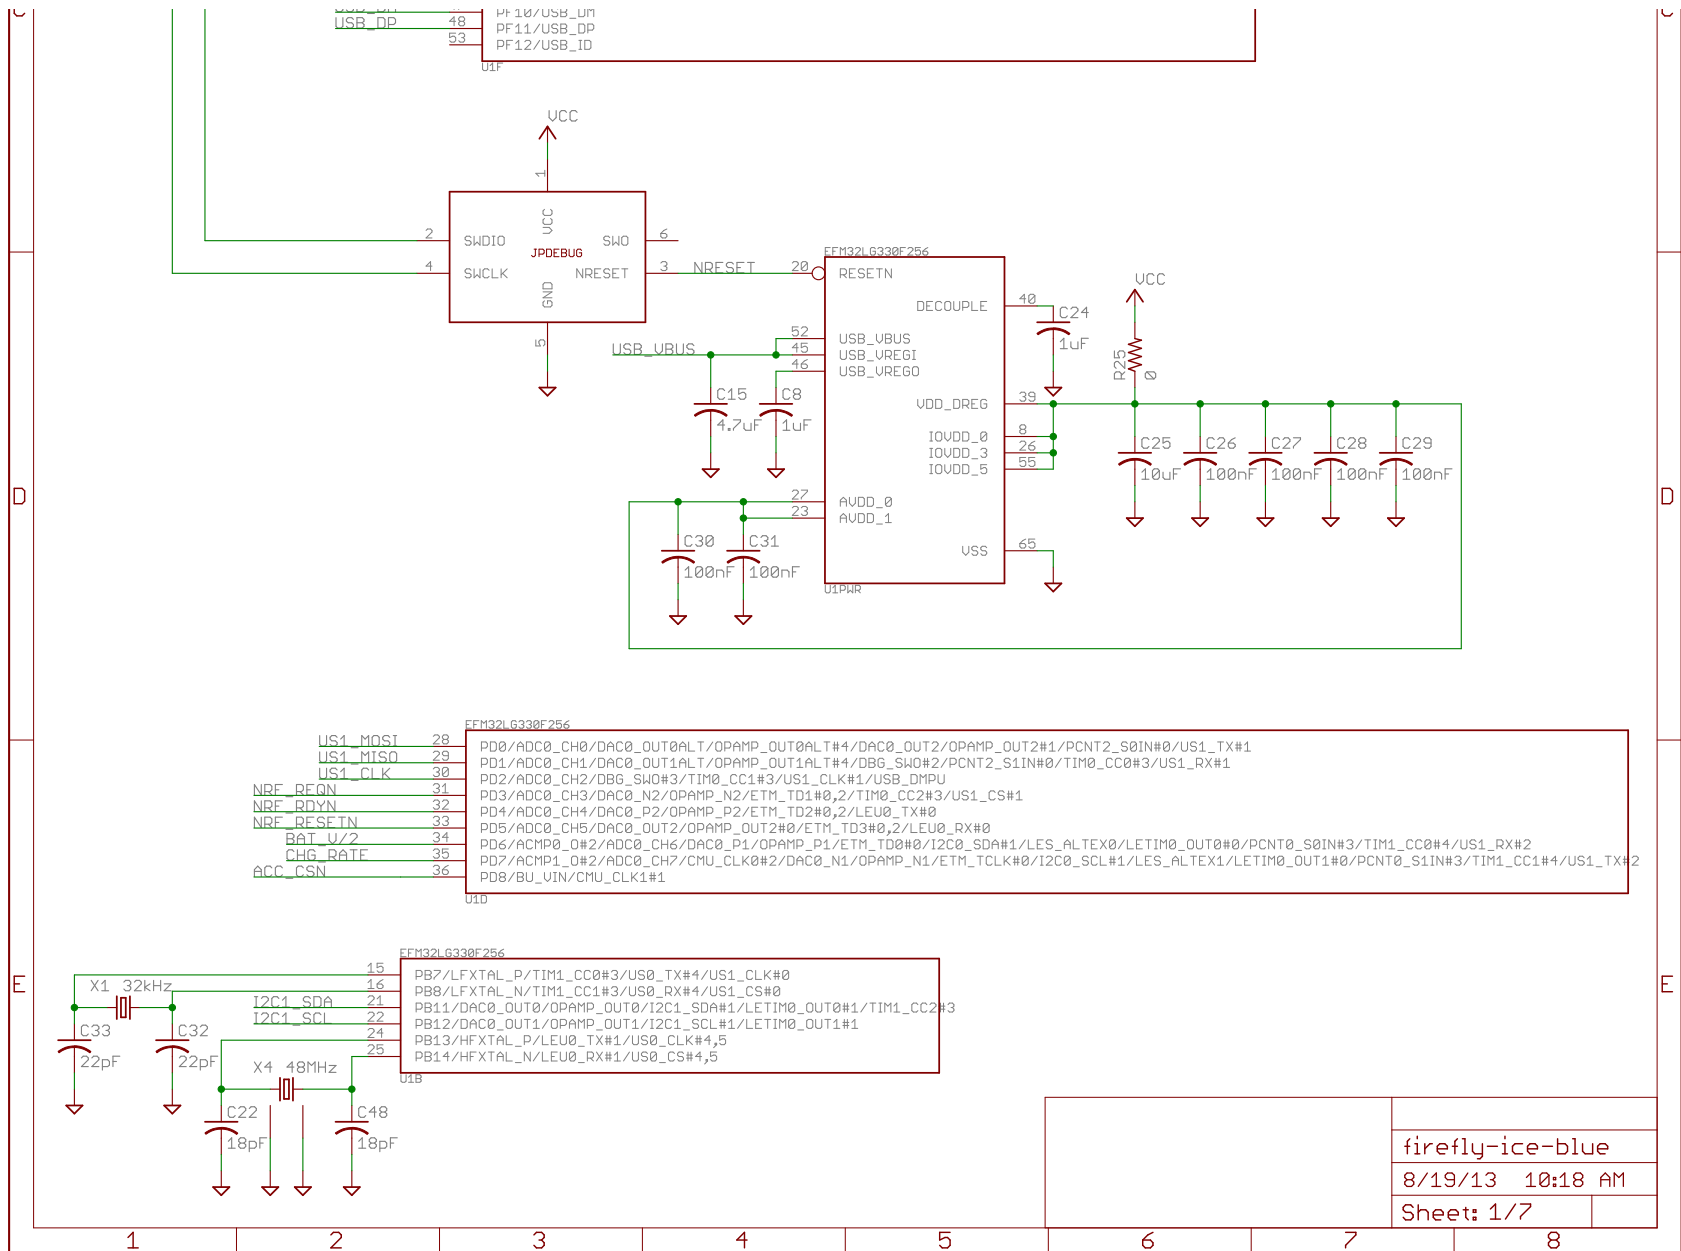 C
C
USB_DM
PF10/USB_DM
USB_DP
48
PF11/USB_DP
53
PF12/USB_ID
U1F
VCC
1
VCC
2
SWDIO
SWO
6
JPDEBUG
4
SWCLK
NRESET
3
NRESET
GND
5
EFM32LG330F256
20
RESETN
DECOUPLE
40
C24
1uF
VCC
R25
0
52
USB_VBUS
USB_VBUS
45
USB_VREGI
46
USB_VREGO
C15
4.7uF
C8
1uF
VDD_DREG
39
IOVDD_0
8
IOVDD_3
26
IOVDD_5
55
C25
10uF
C26
100nF
C27
100nF
C28
100nF
C29
100nF
D
D
27
AVDD_0
23
AVDD_1
C30
100nF
C31
100nF
VSS
65
U1PWR
EFM32LG330F256
US1_MOSI 28 PD0/ADC0_CH0/DAC0_OUT0ALT/OPAMP_OUT0ALT#4/DAC0_OUT2/OPAMP_OUT2#1/PCNT2_S0IN#0/US1_TX#1
US1_MISO 29 PD1/ADC0_CH1/DAC0_OUT1ALT/OPAMP_OUT1ALT#4/DBG_SWO#2/PCNT2_S1IN#0/TIM0_CC0#3/US1_RX#1
US1_CLK 30 PD2/ADC0_CH2/DBG_SWO#3/TIM0_CC1#3/US1_CLK#1/USB_DMPU
NRF_REQN 31 PD3/ADC0_CH3/DAC0_N2/OPAMP_N2/ETM_TD1#0,2/TIM0_CC2#3/US1_CS#1
NRF_RDYN 32 PD4/ADC0_CH4/DAC0_P2/OPAMP_P2/ETM_TD2#0,2/LEU0_TX#0
NRF_RESETN 33 PD5/ADC0_CH5/DAC0_OUT2/OPAMP_OUT2#0/ETM_TD3#0,2/LEU0_RX#0
BAT_V/2 34 PD6/ACMP0_O#2/ADC0_CH6/DAC0_P1/OPAMP_P1/ETM_TD0#0/I2C0_SDA#1/LES_ALTEX0/LETIM0_OUT0#0/PCNT0_S0IN#3/TIM1_CC0#4/US1_RX#2
CHG_RATE 35 PD7/ACMP1_O#2/ADC0_CH7/CMU_CLK0#2/DAC0_N1/OPAMP_N1/ETM_TCLK#0/I2C0_SCL#1/LES_ALTEX1/LETIM0_OUT1#0/PCNT0_S1IN#3/TIM1_CC1#4/US1_TX#2
ACC_CSN 36 PD8/BU_VIN/CMU_CLK1#1
U1D
EFM32LG330F256
15 PB7/LFXTAL_P/TIM1_CC0#3/US0_TX#4/US1_CLK#0
16 PB8/LFXTAL_N/TIM1_CC1#3/US0_RX#4/US1_CS#0
I2C1_SDA 21 PB11/DAC0_OUT0/OPAMP_OUT0/I2C1_SDA#1/LETIM0_OUT0#1/TIM1_CC2#3
I2C1_SCL 22 PB12/DAC0_OUT1/OPAMP_OUT1/I2C1_SCL#1/LETIM0_OUT1#1
24 PB13/HFXTAL_P/LEU0_TX#1/US0_CLK#4,5
25 PB14/HFXTAL_N/LEU0_RX#1/US0_CS#4,5
U1B
E
E
X1 32kHz
C33
22pF
C32
22pF
X4 48MHz
C22
18pF
C48
18pF
firefly-ice-blue
8/19/13 10:18 AM
Sheet: 1/7
1 2 3 4 5 6 7 8